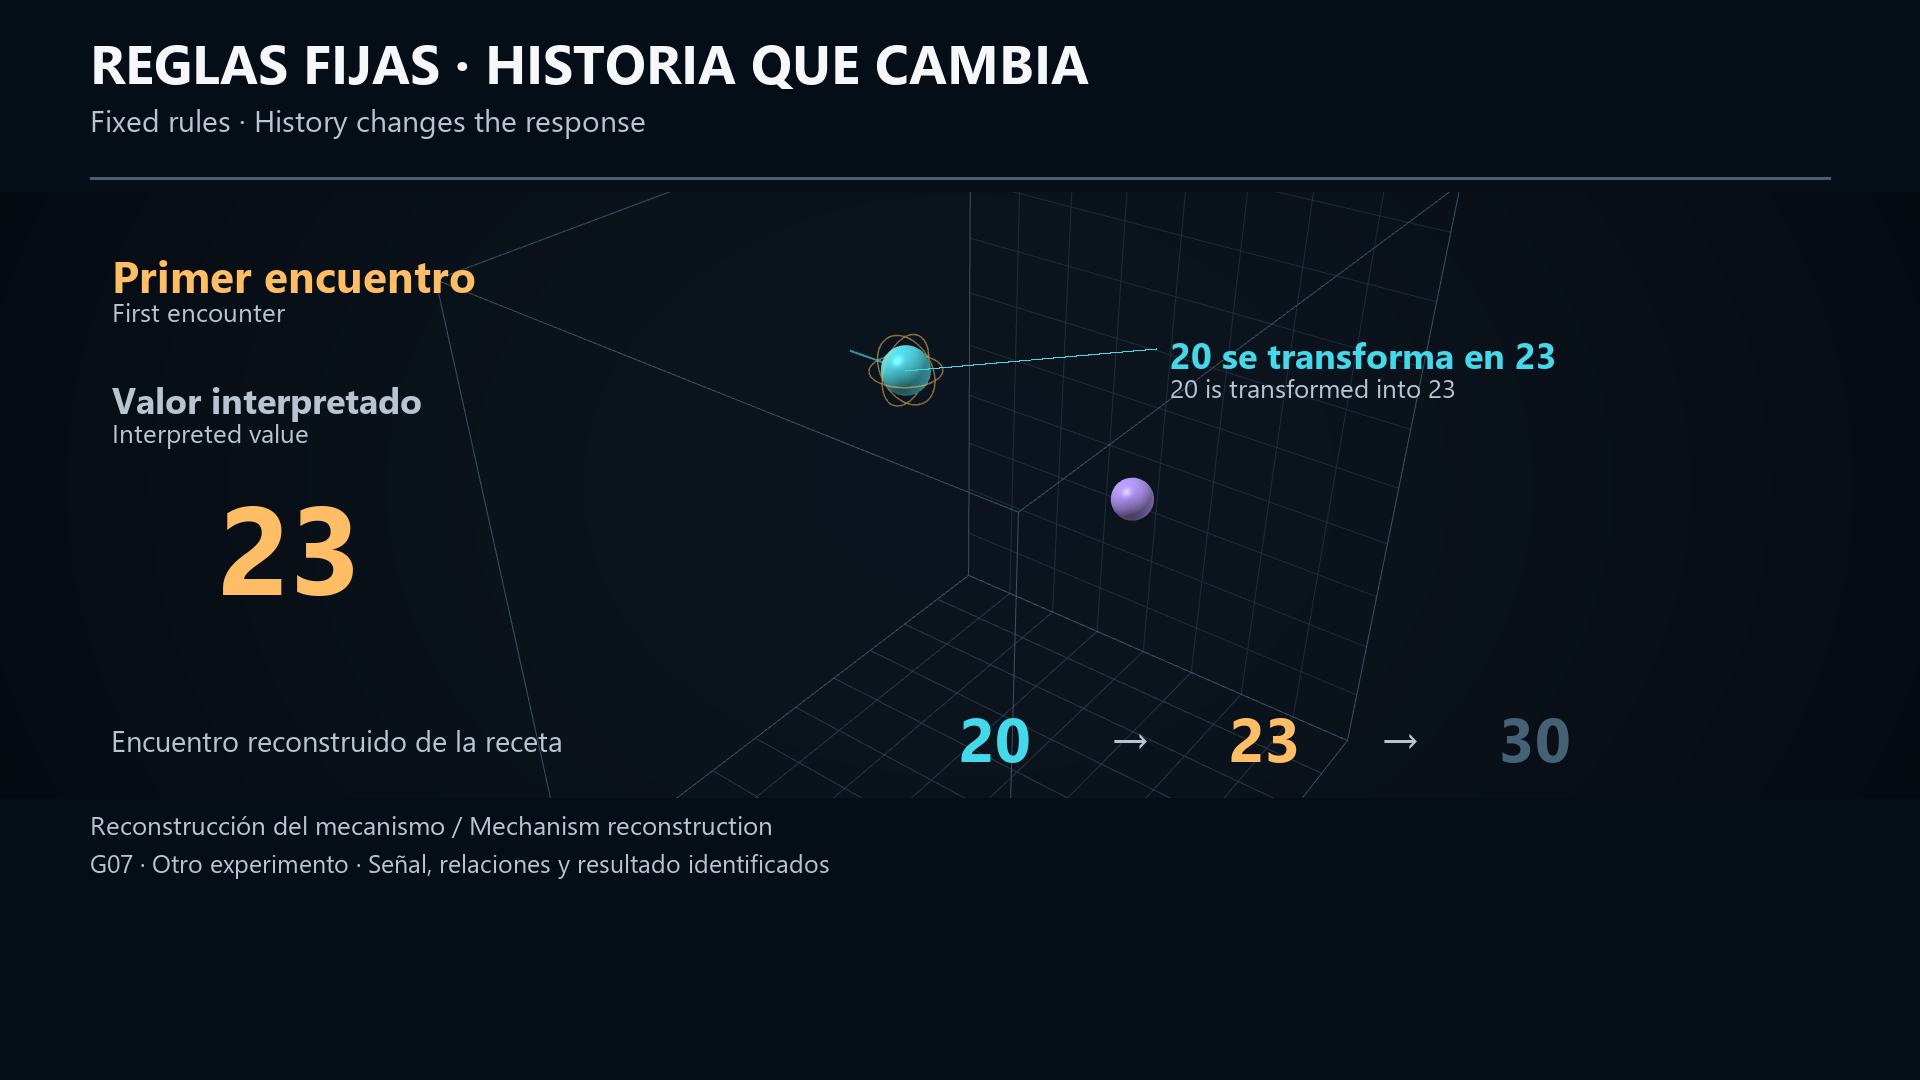 REGLAS FIJAS · HISTORIA QUE CAMBIA
Fixed rules · History changes the response
Primer encuentro
First encounter
20 se transforma en 23
20 is transformed into 23
Valor interpretado
Interpreted value
23
Encuentro reconstruido de la receta
20 → 23 → 30
Reconstrucción del mecanismo / Mechanism reconstruction
G07 · Otro experimento · Señal, relaciones y resultado identificados